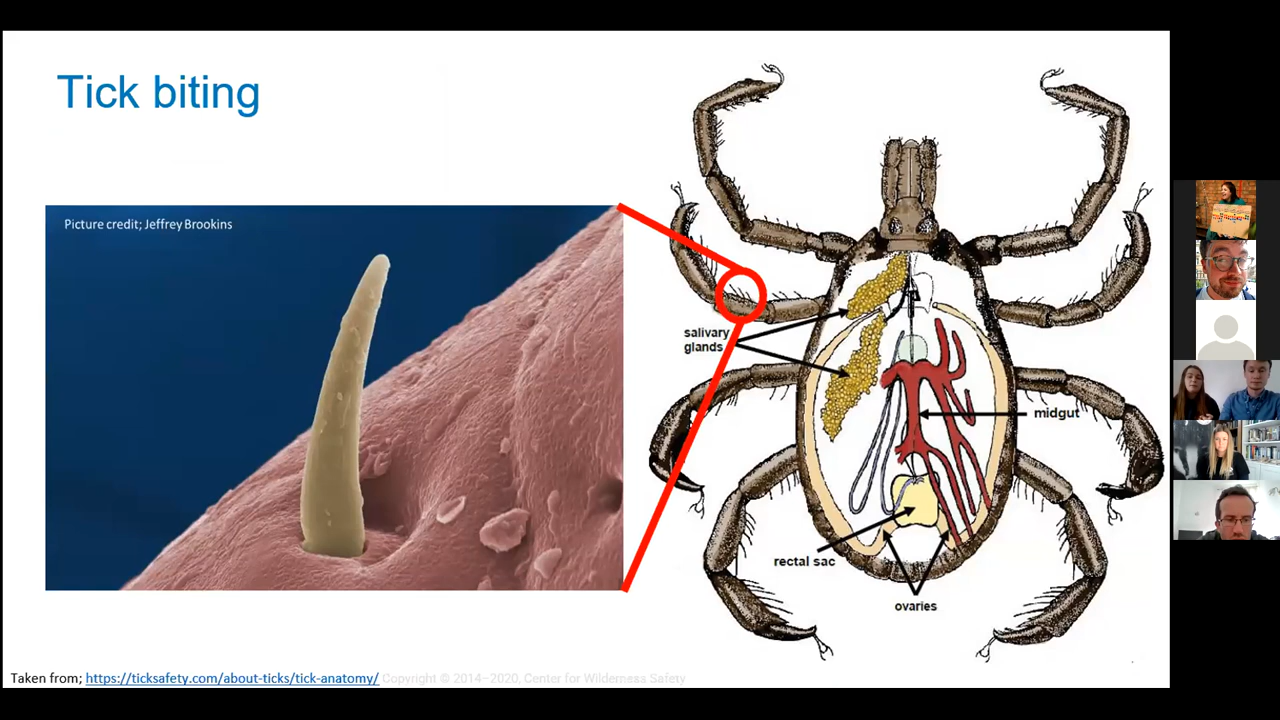 Tick biting
Picture credit; Jeffrey Brookins
salivary
glands
midgut
rectal sac
ovaries
Taken from; https://ticksafety.com/about-ticks/tick-anatomy/ Copyright © 2014–2020, Center for Wilderness Safety